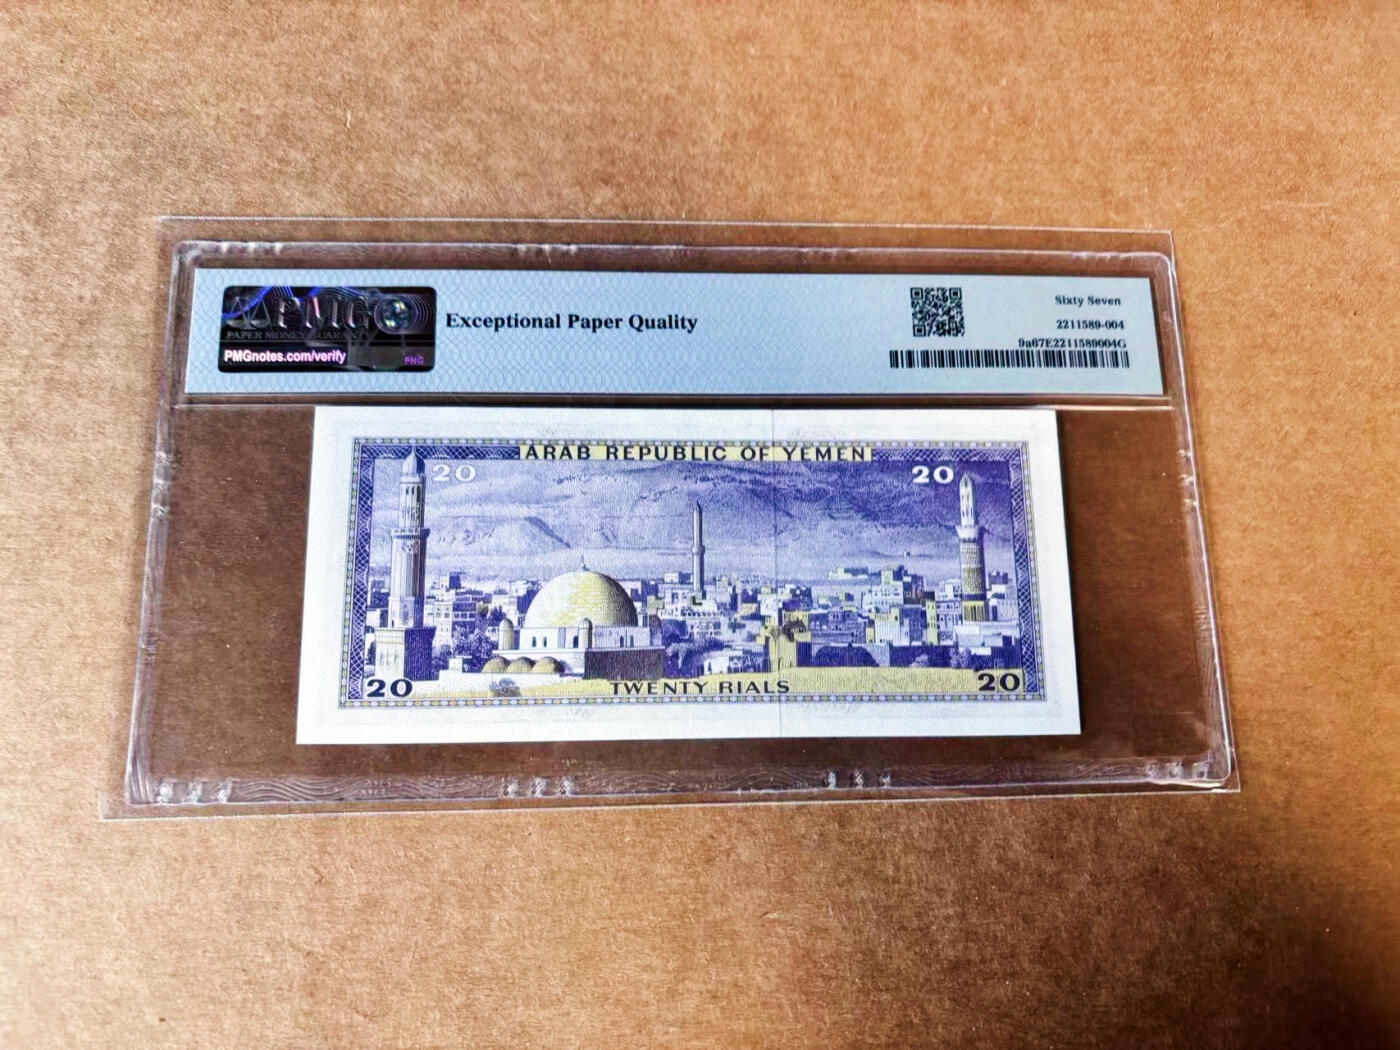 PMG
PAPER MONEY GUARANTY
PMGnotes.com/verify
PNG
Exceptional Paper Quality
Sixty Seven
2211589-004
9a67E2211589004G
ARAB REPUBLIC OF YEMEN
20
20
20
TWENTY RIALS
20